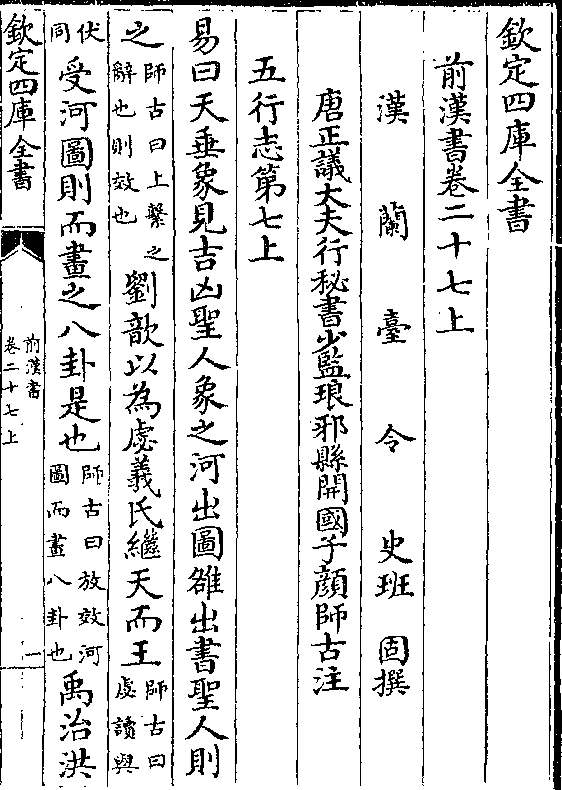 欽定四庫全書
前漢書卷二十七上
漢蘭臺令史班固撰
唐正議大夫行秘書少監琅邪縣開國子顔師古注
五行志第七上
易曰天垂象見吉凶聖人象之河出圖雒出書聖人則
之師古曰上繫之辭也則效也劉歆以為虙義氏繼天而王師古曰虙讀與
伏同受河圖則而畫之八卦是也師古曰放效河圖而畫八卦也禹治洪
欽定四庫全書
前漢書
卷二十七上
一